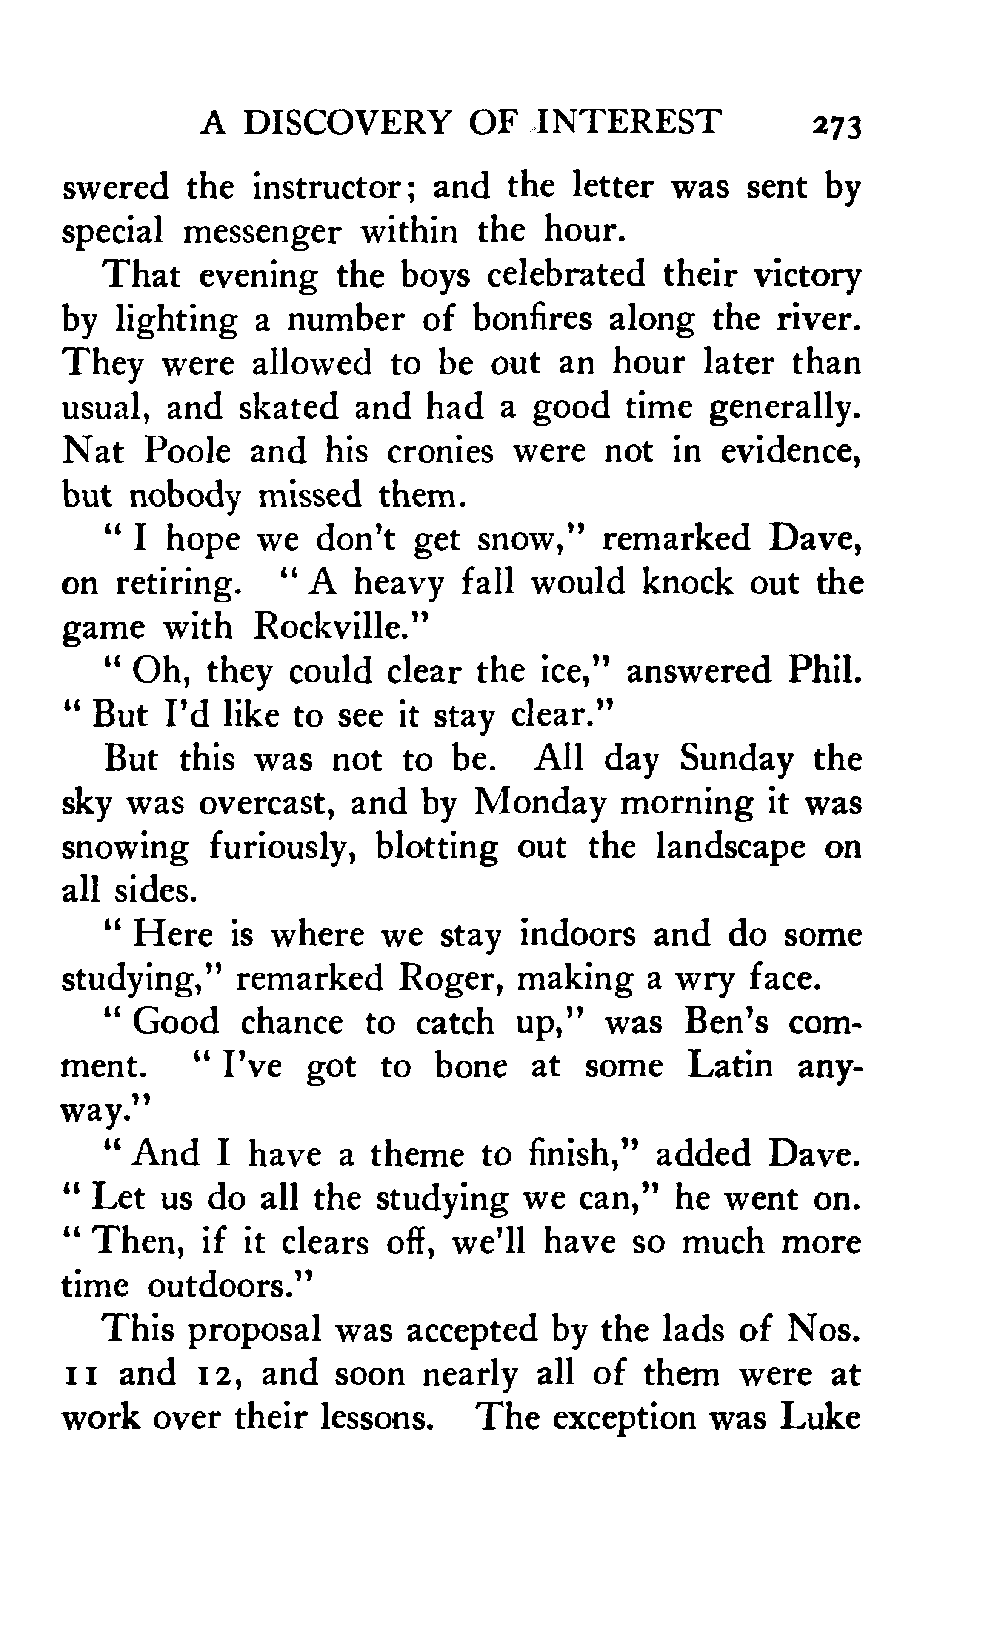 A DISCOVERY OF INTEREST 273
swered the instructor; and the letter was sent by
special messenger within the hour.
That evening the boys celebrated their victory
by lighting a number of bonfires along the river.
They were allowed to be out an hour later than
usual, and skated and had a good time generally.
Nat Poole and his cronies were not in evidence,
but nobody missed them.
" I hope we don't get snow," remarked Dave,
on retiring. " A heavy fall would knock out the
game with Rockville."
" Oh, they could clear the ice," answered Phil.
" But I'd like to see it stay clear."
But this was not to be. All day Sunday the
sky was overcast, and by Monday morning it was
snowing furiously, blotting out the landscape on
all sides.
" Here is where we stay indoors and do some
studying," remarked Roger, making a wry face.
" Good chance to catch up," was Ben's com-
ment. " I've got to bone at some Latin any-
way."
" And I have a theme to finish," added Dave.
" Let us do all the studying we can," he went on.
" Then, if it clears off, we'll have so much more
time outdoors."
This proposal was accepted by the lads of Nos.
11 and 12, and soon nearly all of them were at
work over their lessons. The exception was Luke